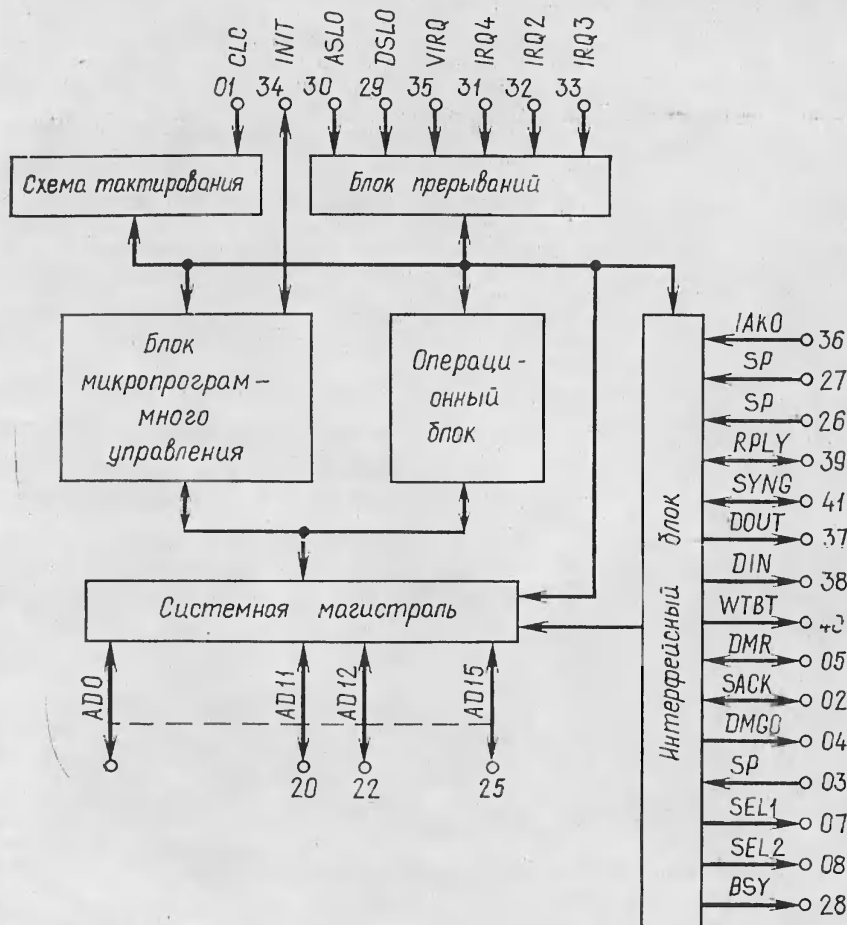 CLC INIT ASLO DSLO VIRQ IRQ4 IRQ2 IRQ3
01 34 30 29 35 31 32 33
Схема тактирования
Блок прерываний
Блок
микропрограм-
много
управления
Операци-
онный
блок
Системная магистраль
AD0 AD11 AD12 AD15
20 22 25
Интерфейсный блок
IAKO 36
SP 27
SP 26
RPLY 39
SYNG 41
DOUT 37
DIN 38
WTBT 40
DMR 05
SACK 02
DMGO 04
SP 03
SEL1 07
SEL2 08
BSY 28